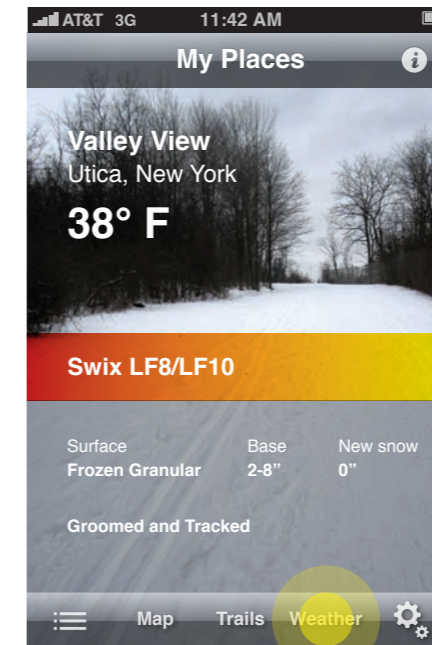 AT&T 3G 11:42 AM
My Places i
Valley View
Utica, New York
38° F
Swix LF8/LF10
Surface Base New snow
Frozen Granular 2-8” 0”
Groomed and Tracked
Map Trails Weather